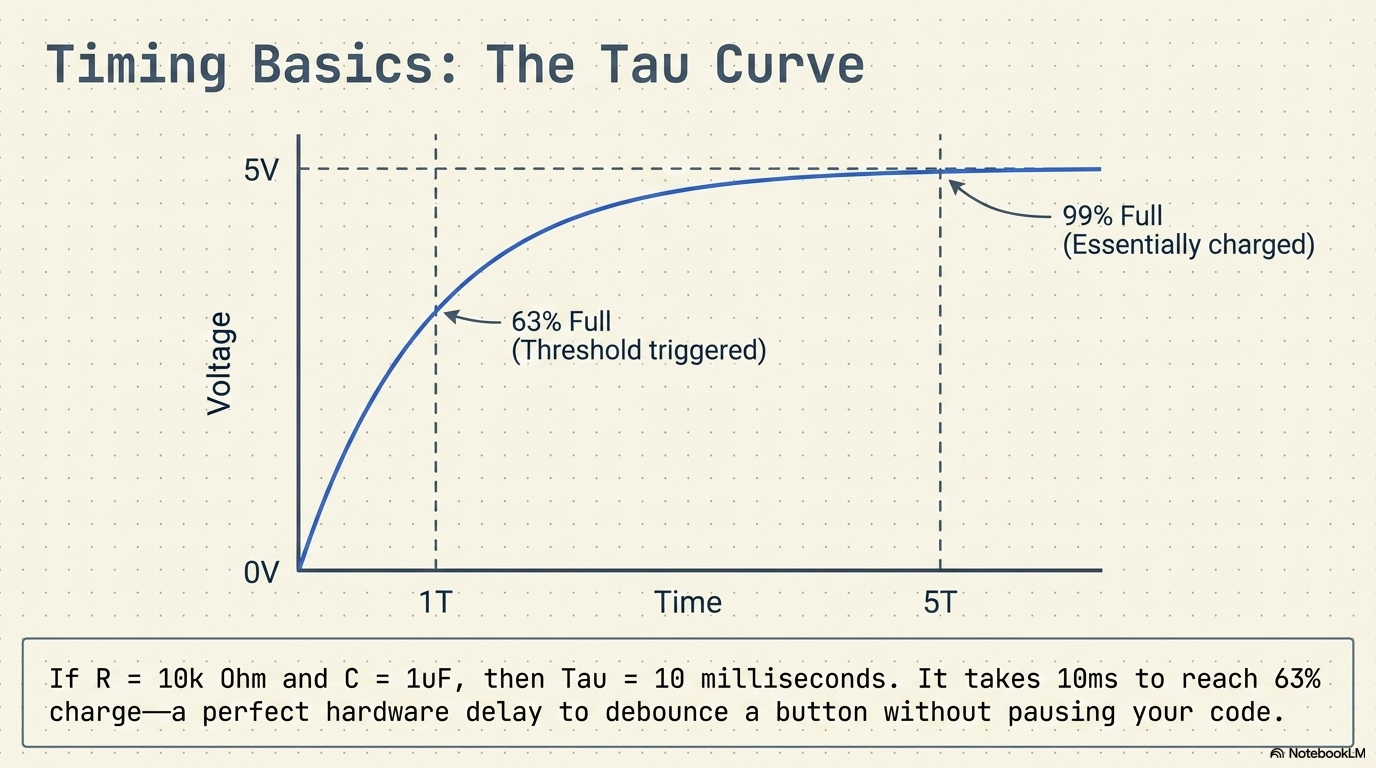 Timing Basics: The Tau Curve
5V
99% Full
(Essentially charged)
63% Full
(Threshold triggered)
Voltage
0V
1T
Time
5T
If R = 10k Ohm and C = 1uF, then Tau = 10 milliseconds. It takes 10ms to reach 63%
charge—a perfect hardware delay to debounce a button without pausing your code.
NotebookLM